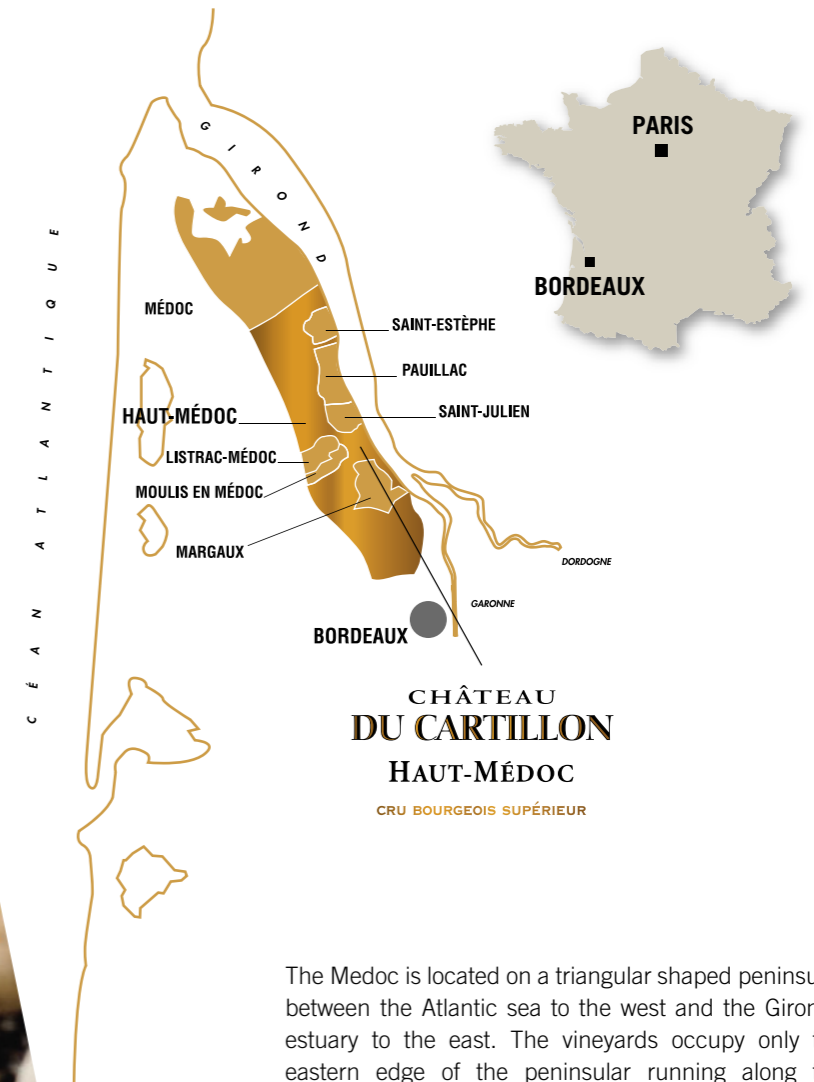 GIROND
CÉAN ATLANTIQUE
PARIS
BORDEAUX
MÉDOC
SAINT-ESTÈPHE
PAUILLAC
HAUT-MÉDOC
SAINT-JULIEN
LISTRAC-MÉDOC
MOULIS EN MÉDOC
MARGAUX
DORDOGNE
GARONNE
BORDEAUX
CHÂTEAU
DU CARTILLON
HAUT-MÉDOC
CRU BOURGEOIS SUPÉRIEUR
The Medoc is located on a triangular shaped peninsu
between the Atlantic sea to the west and the Giron
estuary to the east. The vineyards occupy only
eastern edge of the peninsular running along